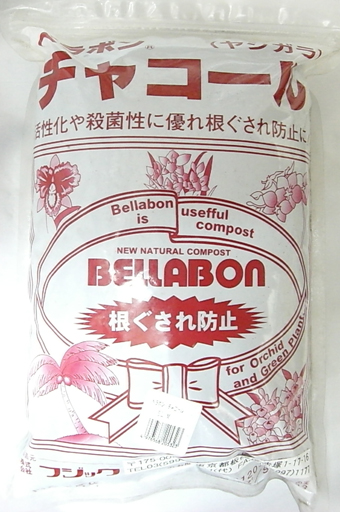 ベラボン® (ヤシガラ)
チャコール
活性化や殺菌性に優れ根ぐされ防止に
Bellabon is
usefful compost
NEW NATURAL COMPOST
BELLABON
根ぐされ防止
for Orchid
and Green Plant
フジック